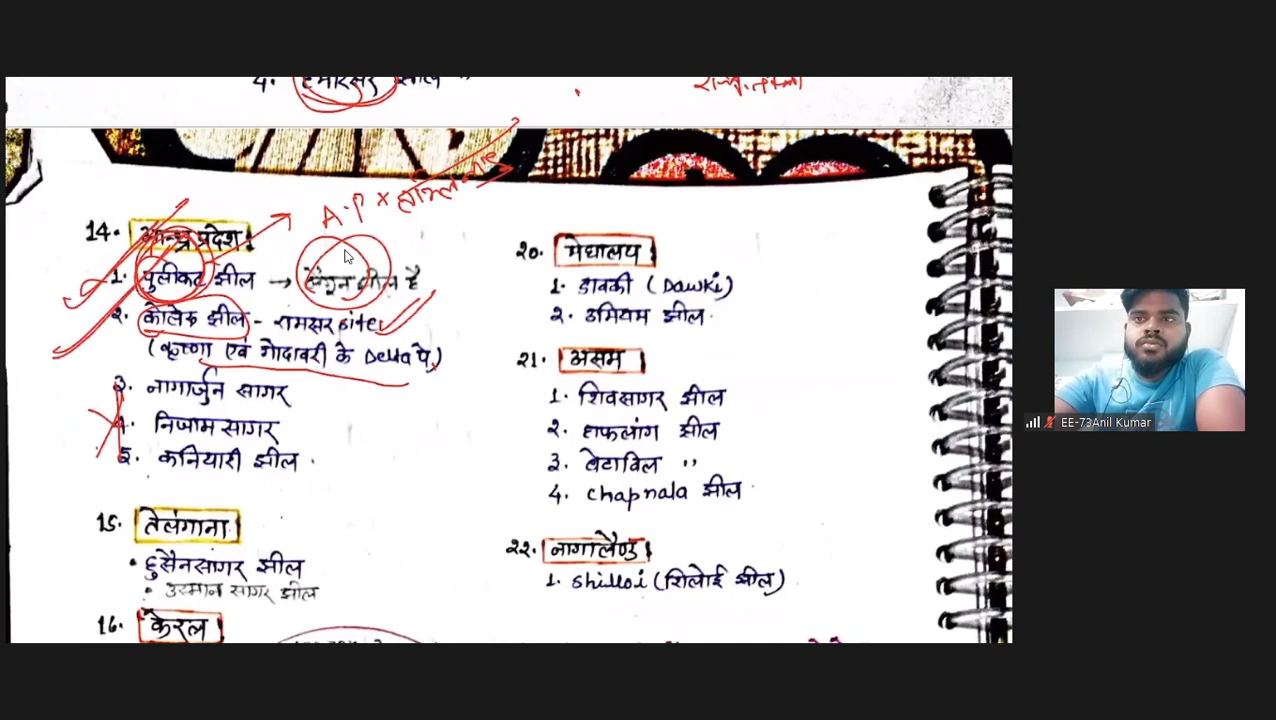 4. हमीरसर झील "
A.P x तमिलनाडु
14. आन्ध्र प्रदेश
1. पुलीकट झील → लैगून झील है
2. कोलेरु झील - रामसर site
(कृष्णा एवं गोदावरी के Delta पे)
3. नागार्जुन सागर
4. निजाम सागर
5. कनियारी झील
15. तेलंगाना
• हुसैनसागर झील
• उस्मान सागर झील
16. केरल
20. मेघालय
1. डावकी (Dawki)
2. उमियम झील
21. असम
1. शिवसागर झील
2. हाफलांग झील
3. बेटाविल "
4. Chapnala झील
22. नागालैण्ड
1. Shilloi (शिलोई झील)
EE-73Anil Kumar